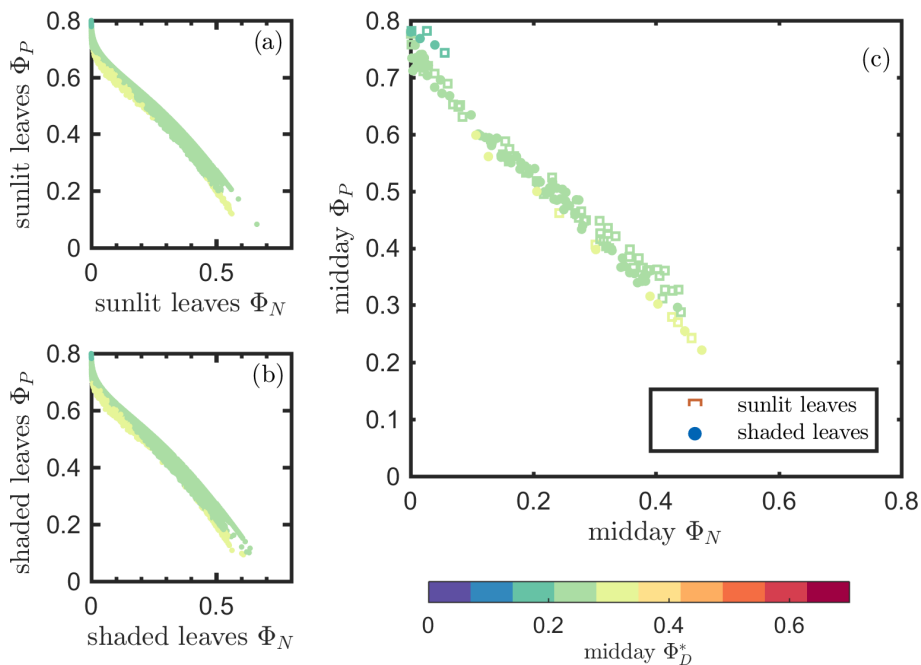 0.8
0.6
0.4
0.2
0
0
0.5
sunlit leaves Φ_P
sunlit leaves Φ_N
(a)
0.8
0.6
0.4
0.2
0
0
0.5
shaded leaves Φ_P
shaded leaves Φ_N
(b)
0.8
0.7
0.6
0.5
0.4
0.3
0.2
0.1
0
0
0.2
0.4
0.6
0.8
midday Φ_P
midday Φ_N
(c)
sunlit leaves
shaded leaves
0
0.2
0.4
0.6
midday Φ*_D